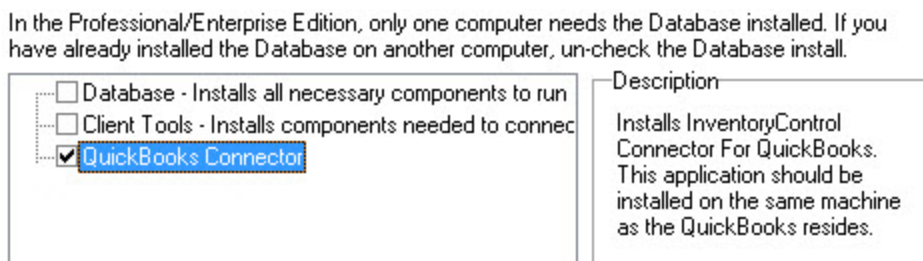 In the Professional/Enterprise Edition, only one computer needs the Database installed. If you
have already installed the Database on another computer, un-check the Database install.
Database - Installs all necessary components to run
Client Tools - Installs components needed to connec
QuickBooks Connector
Description
Installs InventoryControl
Connector For QuickBooks.
This application should be
installed on the same machine
as the QuickBooks resides.